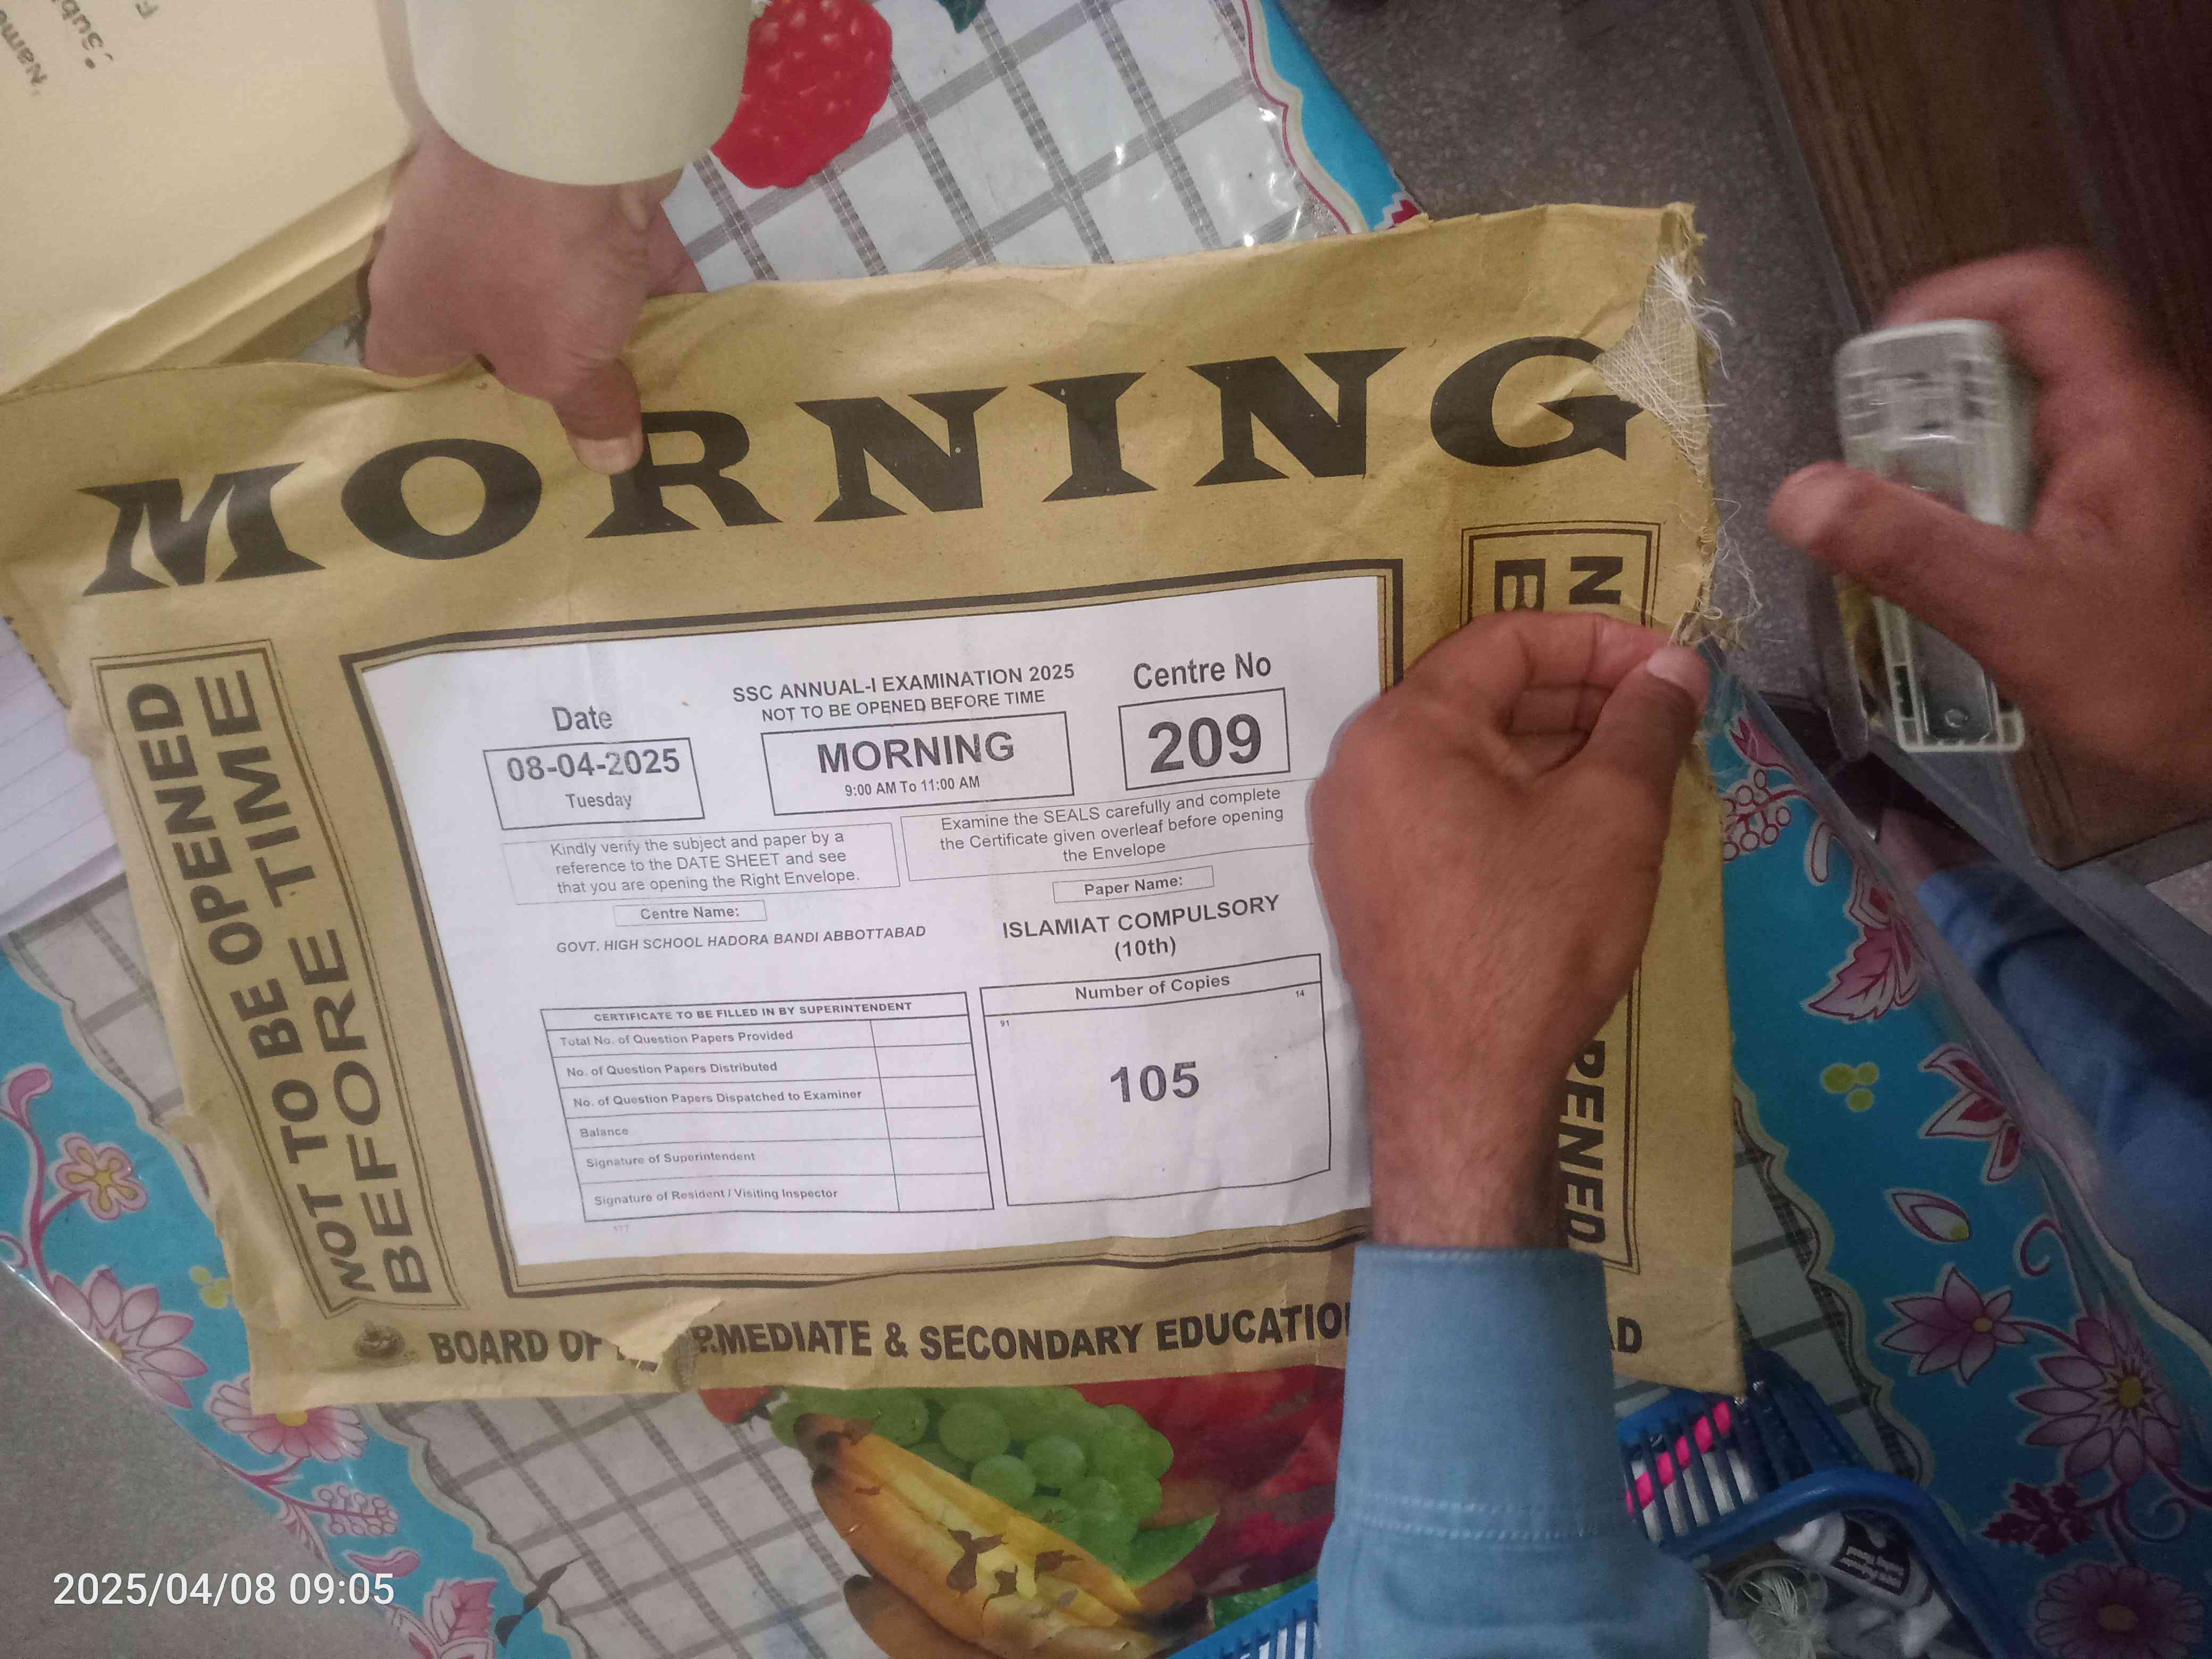 Name
Sub
MORNING
NOT TO BE OPENED
BEFORE TIME
N
B
PENED
Date
08-04-2025
Tuesday
SSC ANNUAL-I EXAMINATION 2025
NOT TO BE OPENED BEFORE TIME
MORNING
9:00 AM To 11:00 AM
Centre No
209
Kindly verify the subject and paper by a
reference to the DATE SHEET and see
that you are opening the Right Envelope.
Examine the SEALS carefully and complete
the Certificate given overleaf before opening
the Envelope
Centre Name:
GOVT. HIGH SCHOOL HADORA BANDI ABBOTTABAD
Paper Name:
ISLAMIAT COMPULSORY
(10th)
CERTIFICATE TO BE FILLED IN BY SUPERINTENDENT
Total No. of Question Papers Provided
No. of Question Papers Distributed
No. of Question Papers Dispatched to Examiner
Balance
Signature of Superintendent
Signature of Resident / Visiting Inspector
177
Number of Copies
14
91
105
BOARD OF RMEDIATE & SECONDARY EDUCATIO AD
2025/04/08 09:05